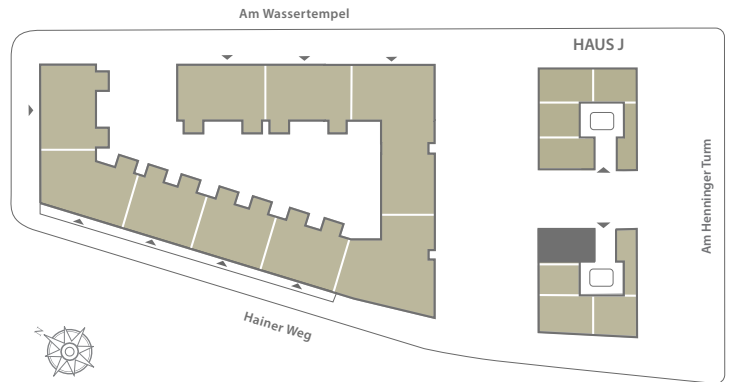 Am Wassertempel
HAUS J
Am Henninger Turm
Hainer Weg
N